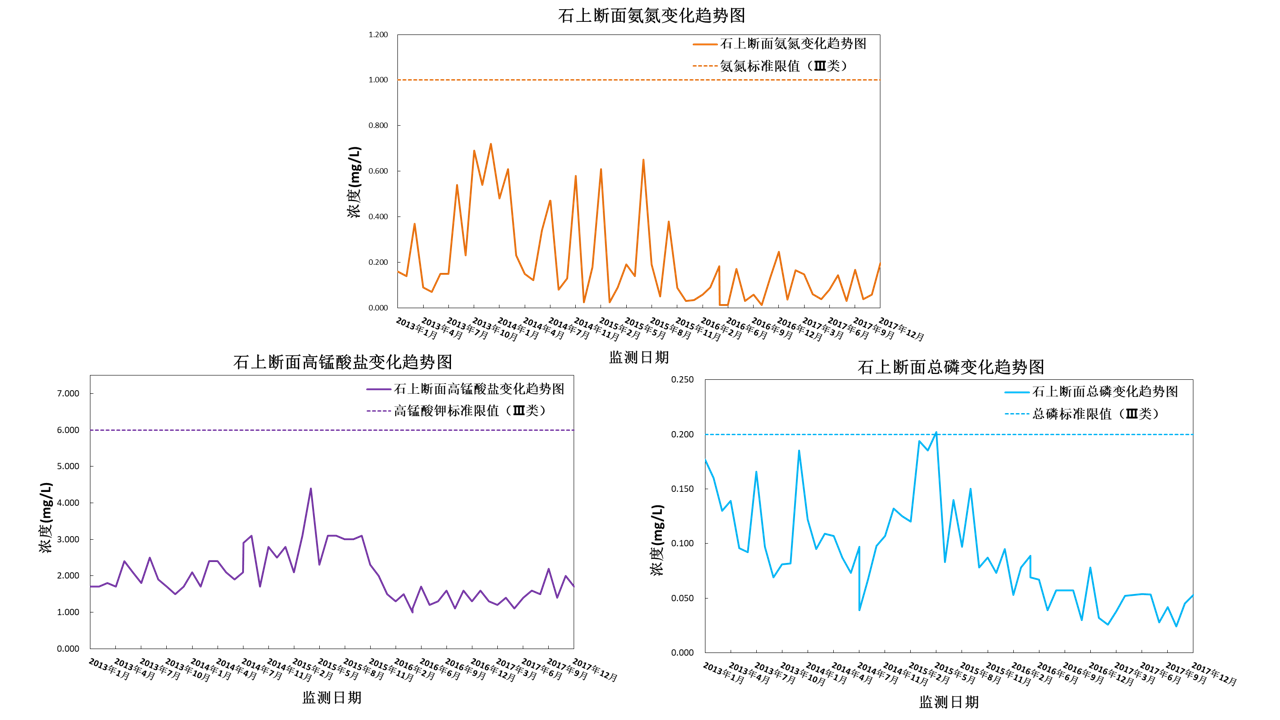 石上断面氨氮变化趋势图
石上断面氨氮变化趋势图
氨氮标准限值（Ⅲ类）
1.200
1.000
0.800
0.600
0.400
0.200
0.000
浓度(mg/L)
2013年1月
2013年4月
2013年7月
2013年10月
2014年1月
2014年4月
2014年7月
2014年11月
2015年2月
2015年5月
2015年8月
2015年11月
2016年2月
2016年6月
2016年9月
2016年12月
2017年3月
2017年6月
2017年9月
2017年12月
监测日期
石上断面高锰酸盐变化趋势图
石上断面高锰酸盐变化趋势图
高锰酸钾标准限值（Ⅲ类）
7.000
6.000
5.000
4.000
3.000
2.000
1.000
0.000
浓度(mg/L)
2013年1月
2013年4月
2013年7月
2013年10月
2014年1月
2014年4月
2014年7月
2014年11月
2015年2月
2015年5月
2015年8月
2015年11月
2016年2月
2016年6月
2016年9月
2016年12月
2017年3月
2017年6月
2017年9月
2017年12月
监测日期
石上断面总磷变化趋势图
石上断面总磷变化趋势图
总磷标准限值（Ⅲ类）
0.250
0.200
0.150
0.100
0.050
0.000
浓度(mg/L)
2013年1月
2013年4月
2013年7月
2013年10月
2014年1月
2014年4月
2014年7月
2014年11月
2015年2月
2015年5月
2015年8月
2015年11月
2016年2月
2016年6月
2016年9月
2016年12月
2017年3月
2017年6月
2017年9月
2017年12月
监测日期